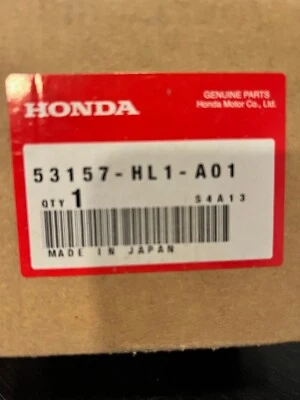 HONDA
GENUINE PARTS
Honda Motor Co., Ltd.
53157-HL1-A01
QTY 1 S4A13
MADE IN JAPAN